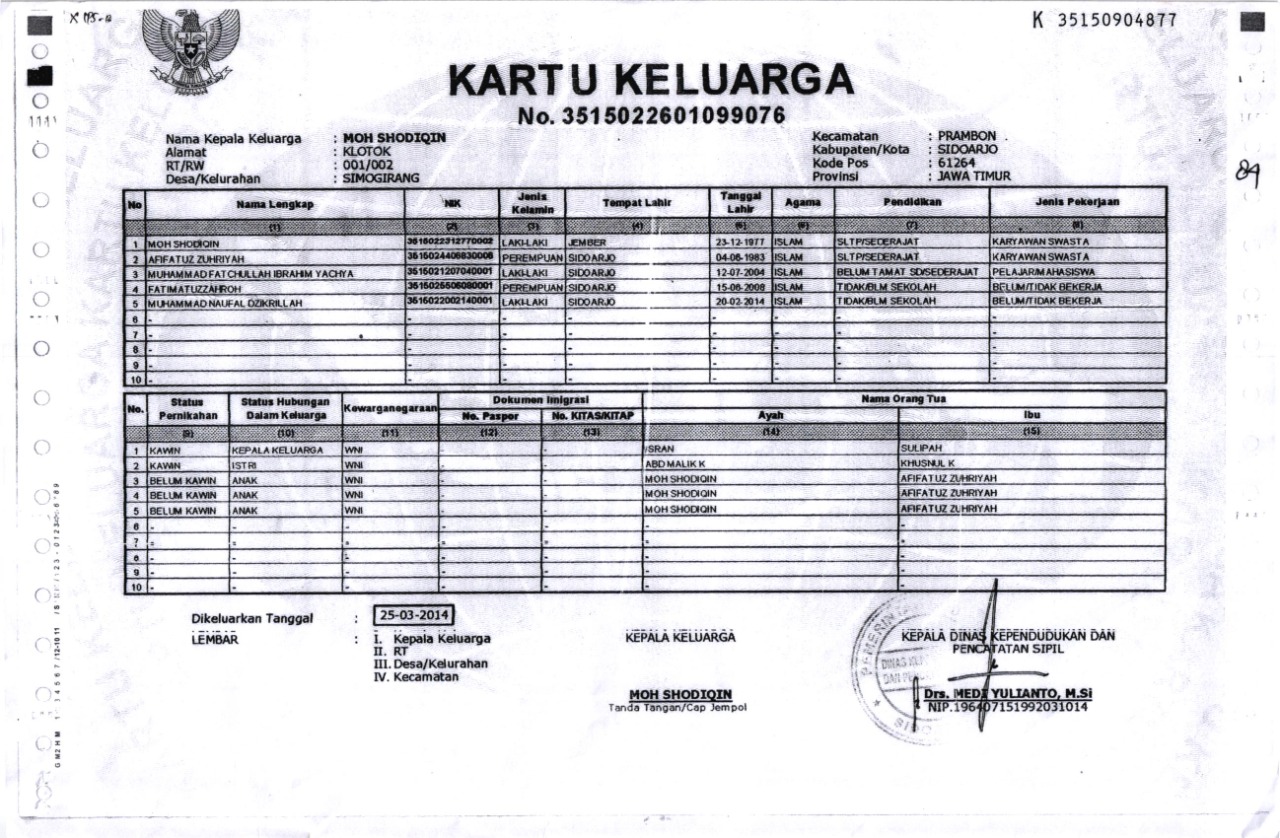 K 35150904877
KARTU KELUARGA
No. 3515022601099076
Nama Kepala Keluarga : MOH SHODIQIN
Alamat : KLOTOK
RT/RW : 001/002
Desa/Kelurahan : SIMOGIRANG
Kecamatan : PRAMBON
Kabupaten/Kota : SIDOARJO
Kode Pos : 61264
Provinsi : JAWA TIMUR
No Nama Lengkap NIK Jenis Kelamin Tempat Lahir Tanggal Lahir Agama Pendidikan Jenis Pekerjaan
(1) (2) (3) (4) (5) (6) (7) (8)
1 MOH SHODIQIN 3515022312770002 LAKI-LAKI JEMBER 23-12-1977 ISLAM SLTP/SEDERAJAT KARYAWAN SWASTA
2 AFIFATUZ ZUHRIYAH PEREMPUAN SIDOARJO 04-06-1983 ISLAM SLTP/SEDERAJAT KARYAWAN SWASTA
3 MUHAMMAD FATCHULLAH IBRAHIM YACHYA 3515021207040001 LAKI-LAKI SIDOARJO 12-07-2004 ISLAM BELUM TAMAT SD/SEDERAJAT PELAJAR/MAHASISWA
4 FATIMATUZZAHROH 3515025506080001 PEREMPUAN SIDOARJO 15-06-2008 ISLAM TIDAK/BLM SEKOLAH BELUM/TIDAK BEKERJA
5 MUHAMMAD NAUFAL DZIKRILLAH 3515022002140001 LAKI-LAKI SIDOARJO 20-02-2014 ISLAM TIDAK/BLM SEKOLAH BELUM/TIDAK BEKERJA
6 - - - - - - - -
7 - - - - - - - -
8 - - - - - - - -
9 - - - - - - - -
10 - - - - - - - -
No. Status Pernikahan Status Hubungan Dalam Keluarga Kewarganegaraan Dokumen Imigrasi Nama Orang Tua
No. Paspor No. KITAS/KITAP Ayah Ibu
(9) (10) (11) (12) (13) (14) (15)
1 KAWIN KEPALA KELUARGA WNI - - ISRAN SULIPAH
2 KAWIN ISTRI WNI - - ABD MALIK K KHUSNUL K
3 BELUM KAWIN ANAK WNI - - MOH SHODIQIN AFIFATUZ ZUHRIYAH
4 BELUM KAWIN ANAK WNI - - MOH SHODIQIN AFIFATUZ ZUHRIYAH
5 BELUM KAWIN ANAK WNI - - MOH SHODIQIN AFIFATUZ ZUHRIYAH
6 - - - - - - -
7 - - - - - - -
8 - - - - - - -
9 - - - - - - -
10 - - - - - - -
Dikeluarkan Tanggal : 25-03-2014
LEMBAR : I. Kepala Keluarga
II. RT
III. Desa/Kelurahan
IV. Kecamatan
KEPALA KELUARGA
MOH SHODIQIN
Tanda Tangan/Cap Jempol
KEPALA DINAS KEPENDUDUKAN DAN
PENCATATAN SIPIL
Drs. MEDI YULIANTO, M.Si
NIP.196407151992031014